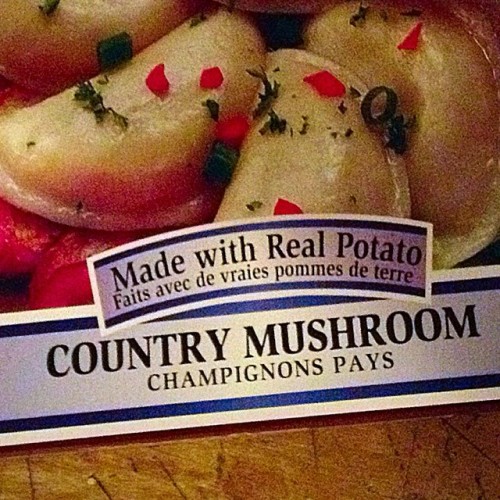 Made with Real Potato
Faits avec de vraies pommes de terre
COUNTRY MUSHROOM
CHAMPIGNONS PAYS